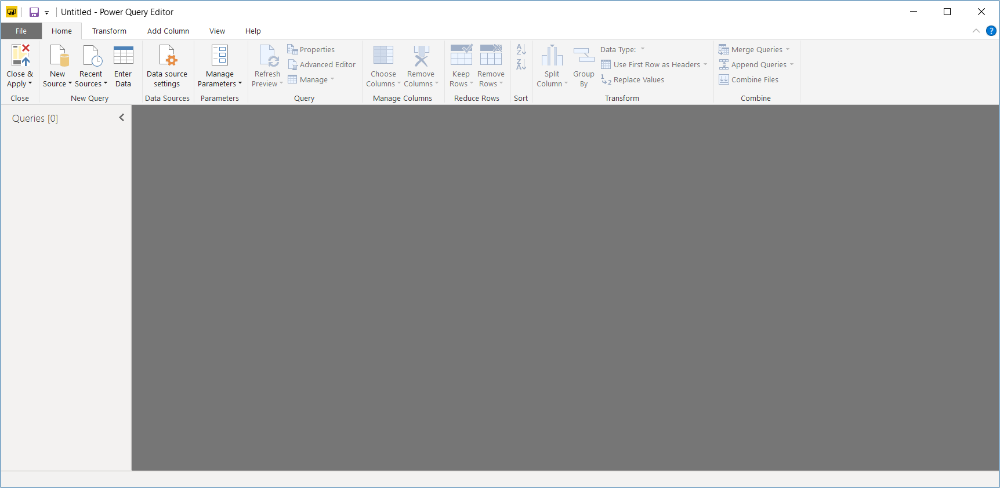 Untitled - Power Query Editor
File Home Transform Add Column View Help
Close & Apply
New Source
Recent Sources
Enter Data
Data source settings
Manage Parameters
Refresh Preview
Properties
Advanced Editor
Manage
Choose Columns
Remove Columns
Keep Rows
Remove Rows
A
Z
Z
A
Split Column
Group By
Data Type:
Use First Row as Headers
1
2
Replace Values
Merge Queries
Append Queries
Combine Files
Close New Query Data Sources Parameters Query Manage Columns Reduce Rows Sort Transform Combine
Queries [0]
?